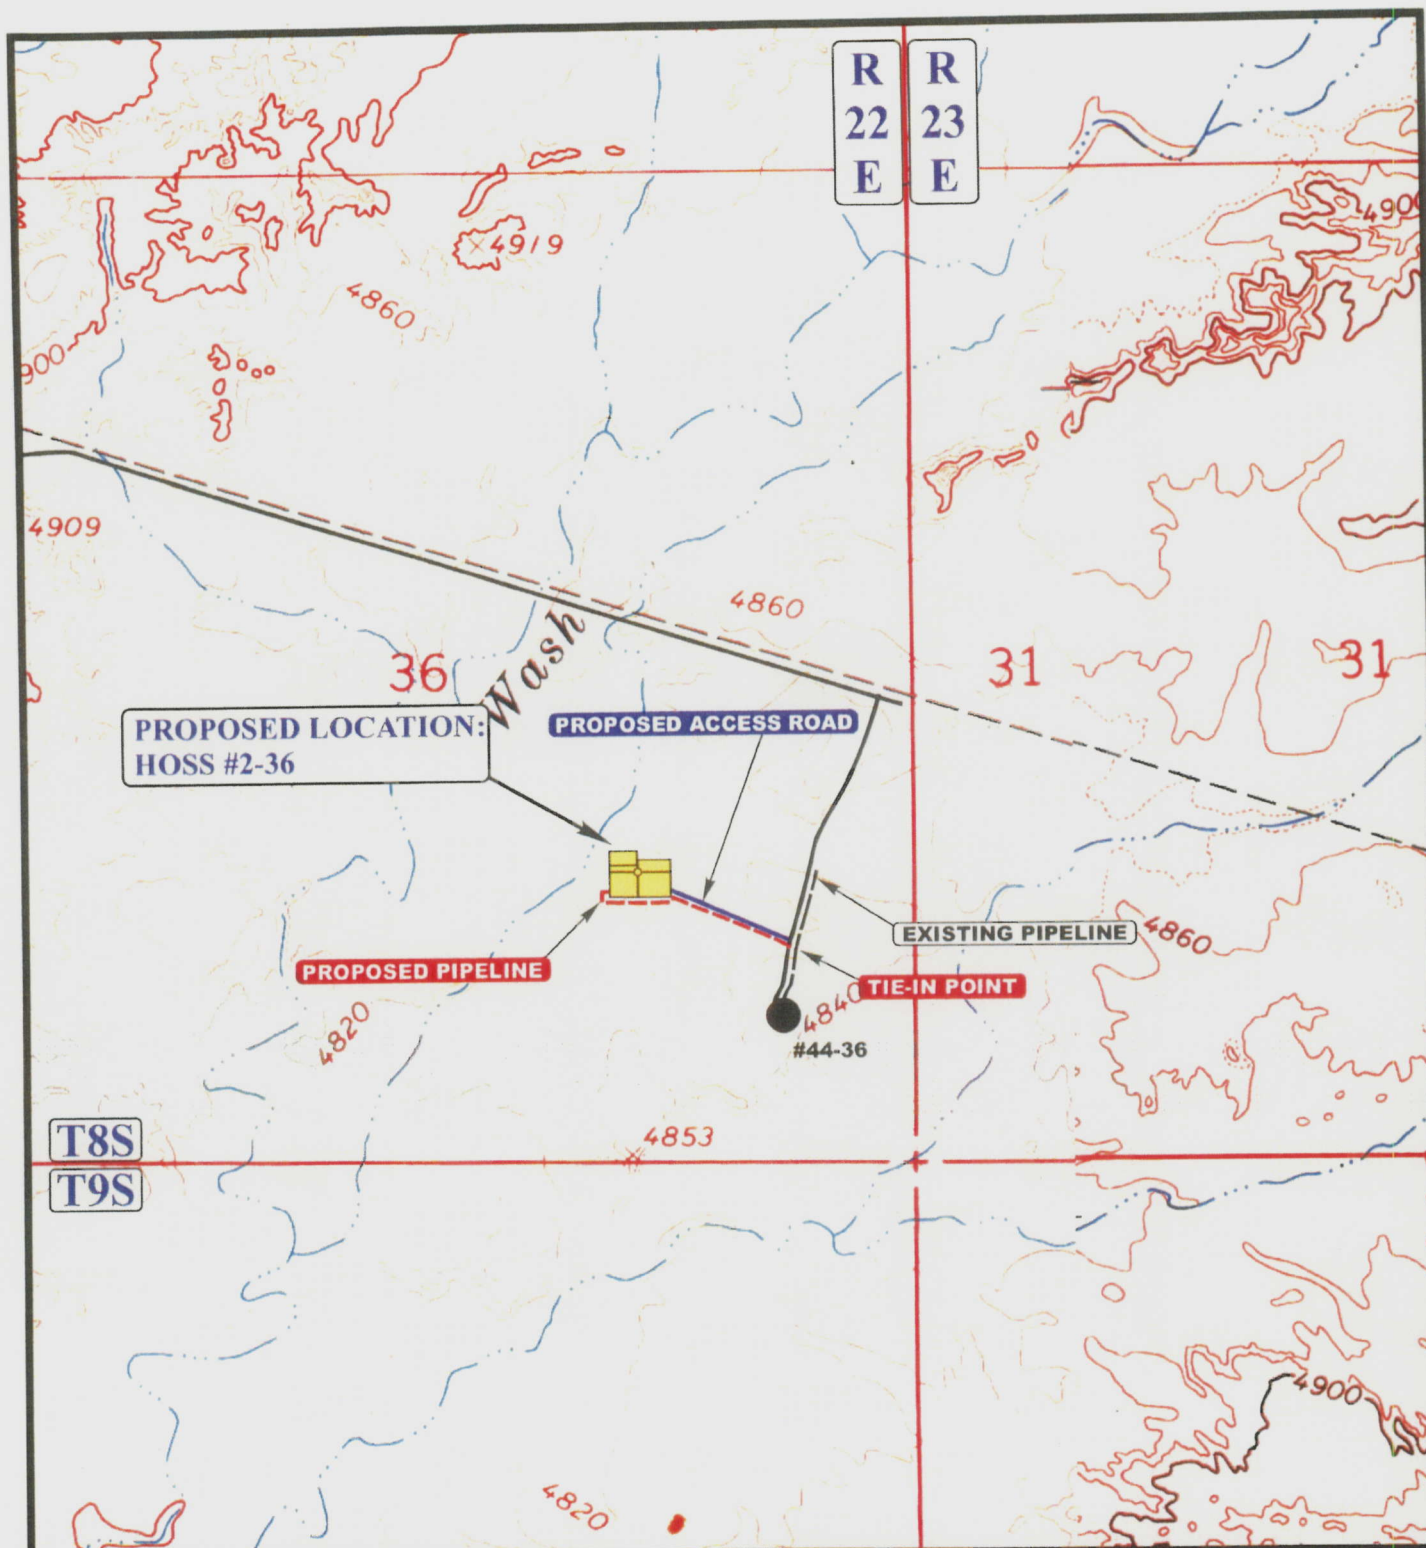 R
22
E
R
23
E
4900
4919
4860
900
4909
4860
Wash
36
31
31
PROPOSED LOCATION:
HOSS #2-36
PROPOSED ACCESS ROAD
EXISTING PIPELINE
4860
PROPOSED PIPELINE
TIE-IN POINT
4840
4820
#44-36
T8S
4853
T9S
4900
4820